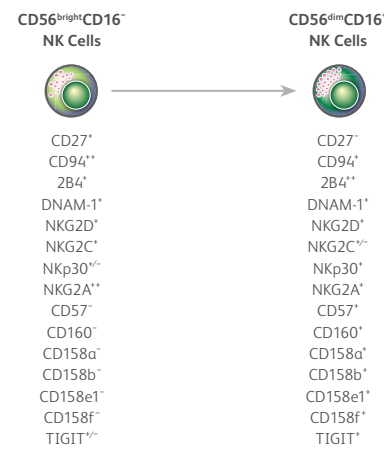 CD56ᵇʳⁱᵍʰᵗCD16⁻
NK Cells
CD27⁺
CD94⁺⁺
2B4⁺
DNAM-1⁺
NKG2D⁺
NKG2C⁺
NKp30⁺/⁻
NKG2A⁺⁺
CD57⁻
CD160⁻
CD158a⁻
CD158b⁻
CD158e1⁻
CD158f⁻
TIGIT⁺/⁻
CD56ᵈⁱᵐCD16⁺
NK Cells
CD27⁻
CD94⁺
2B4⁺⁺
DNAM-1⁺
NKG2D⁺
NKG2C⁺/⁻
NKp30⁺
NKG2A⁺
CD57⁺
CD160⁺
CD158a⁺
CD158b⁺
CD158e1⁺
CD158f⁺
TIGIT⁺